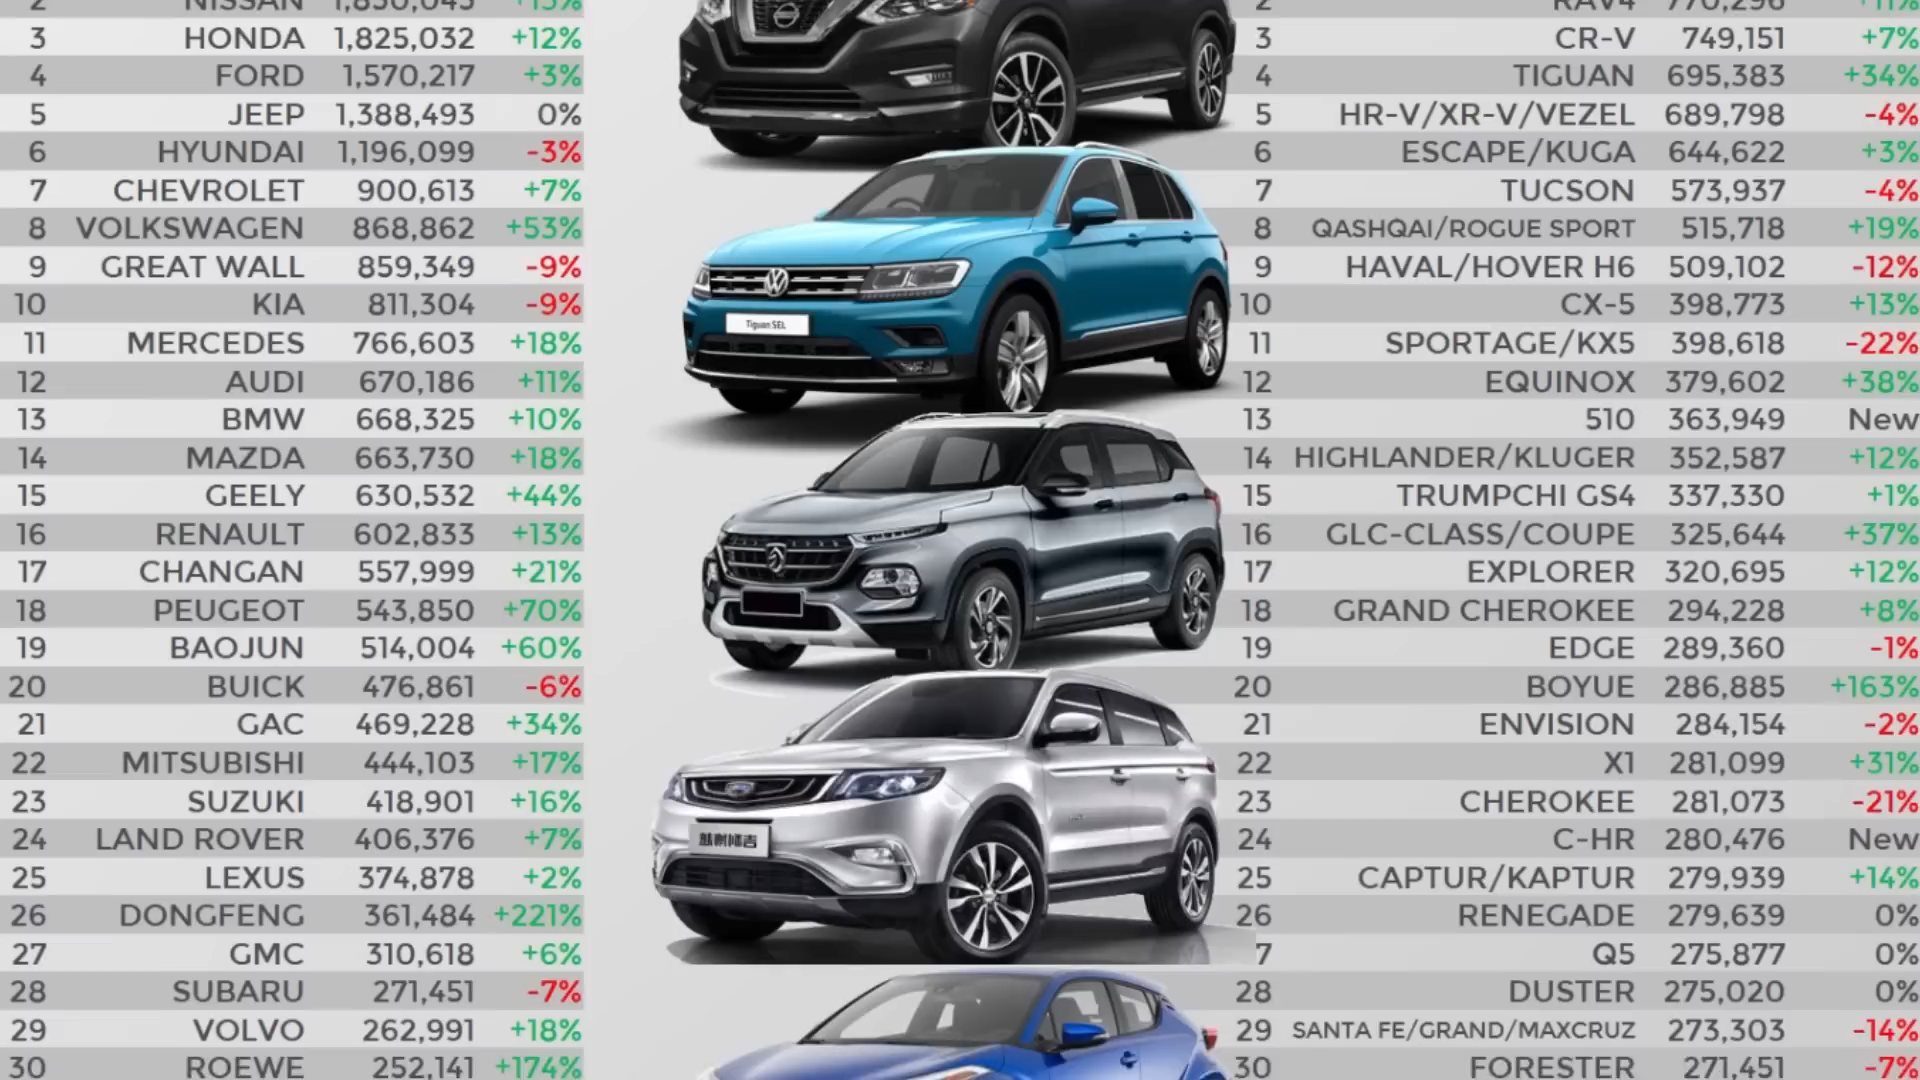 2 NISSAN 1,830,045 +15%
3 HONDA 1,825,032 +12%
4 FORD 1,570,217 +3%
5 JEEP 1,388,493 0%
6 HYUNDAI 1,196,099 -3%
7 CHEVROLET 900,613 +7%
8 VOLKSWAGEN 868,862 +53%
9 GREAT WALL 859,349 -9%
10 KIA 811,304 -9%
11 MERCEDES 766,603 +18%
12 AUDI 670,186 +11%
13 BMW 668,325 +10%
14 MAZDA 663,730 +18%
15 GEELY 630,532 +44%
16 RENAULT 602,833 +13%
17 CHANGAN 557,999 +21%
18 PEUGEOT 543,850 +70%
19 BAOJUN 514,004 +60%
20 BUICK 476,861 -6%
21 GAC 469,228 +34%
22 MITSUBISHI 444,103 +17%
23 SUZUKI 418,901 +16%
24 LAND ROVER 406,376 +7%
25 LEXUS 374,878 +2%
26 DONGFENG 361,484 +221%
27 GMC 310,618 +6%
28 SUBARU 271,451 -7%
29 VOLVO 262,991 +18%
30 ROEWE 252,141 +174%
NISSAN
Tiguan SEL
2 RAV4 770,296 +11%
3 CR-V 749,151 +7%
4 TIGUAN 695,383 +34%
5 HR-V/XR-V/VEZEL 689,798 -4%
6 ESCAPE/KUGA 644,622 +3%
7 TUCSON 573,937 -4%
8 QASHQAI/ROGUE SPORT 515,718 +19%
9 HAVAL/HOVER H6 509,102 -12%
10 CX-5 398,773 +13%
11 SPORTAGE/KX5 398,618 -22%
12 EQUINOX 379,602 +38%
13 510 363,949 New
14 HIGHLANDER/KLUGER 352,587 +12%
15 TRUMPCHI GS4 337,330 +1%
16 GLC-CLASS/COUPE 325,644 +37%
17 EXPLORER 320,695 +12%
18 GRAND CHEROKEE 294,228 +8%
19 EDGE 289,360 -1%
20 BOYUE 286,885 +163%
21 ENVISION 284,154 -2%
22 X1 281,099 +31%
23 CHEROKEE 281,073 -21%
24 C-HR 280,476 New
25 CAPTUR/KAPTUR 279,939 +14%
26 RENEGADE 279,639 0%
7 Q5 275,877 0%
28 DUSTER 275,020 0%
29 SANTA FE/GRAND/MAXCRUZ 273,303 -14%
30 FORESTER 271,451 -7%